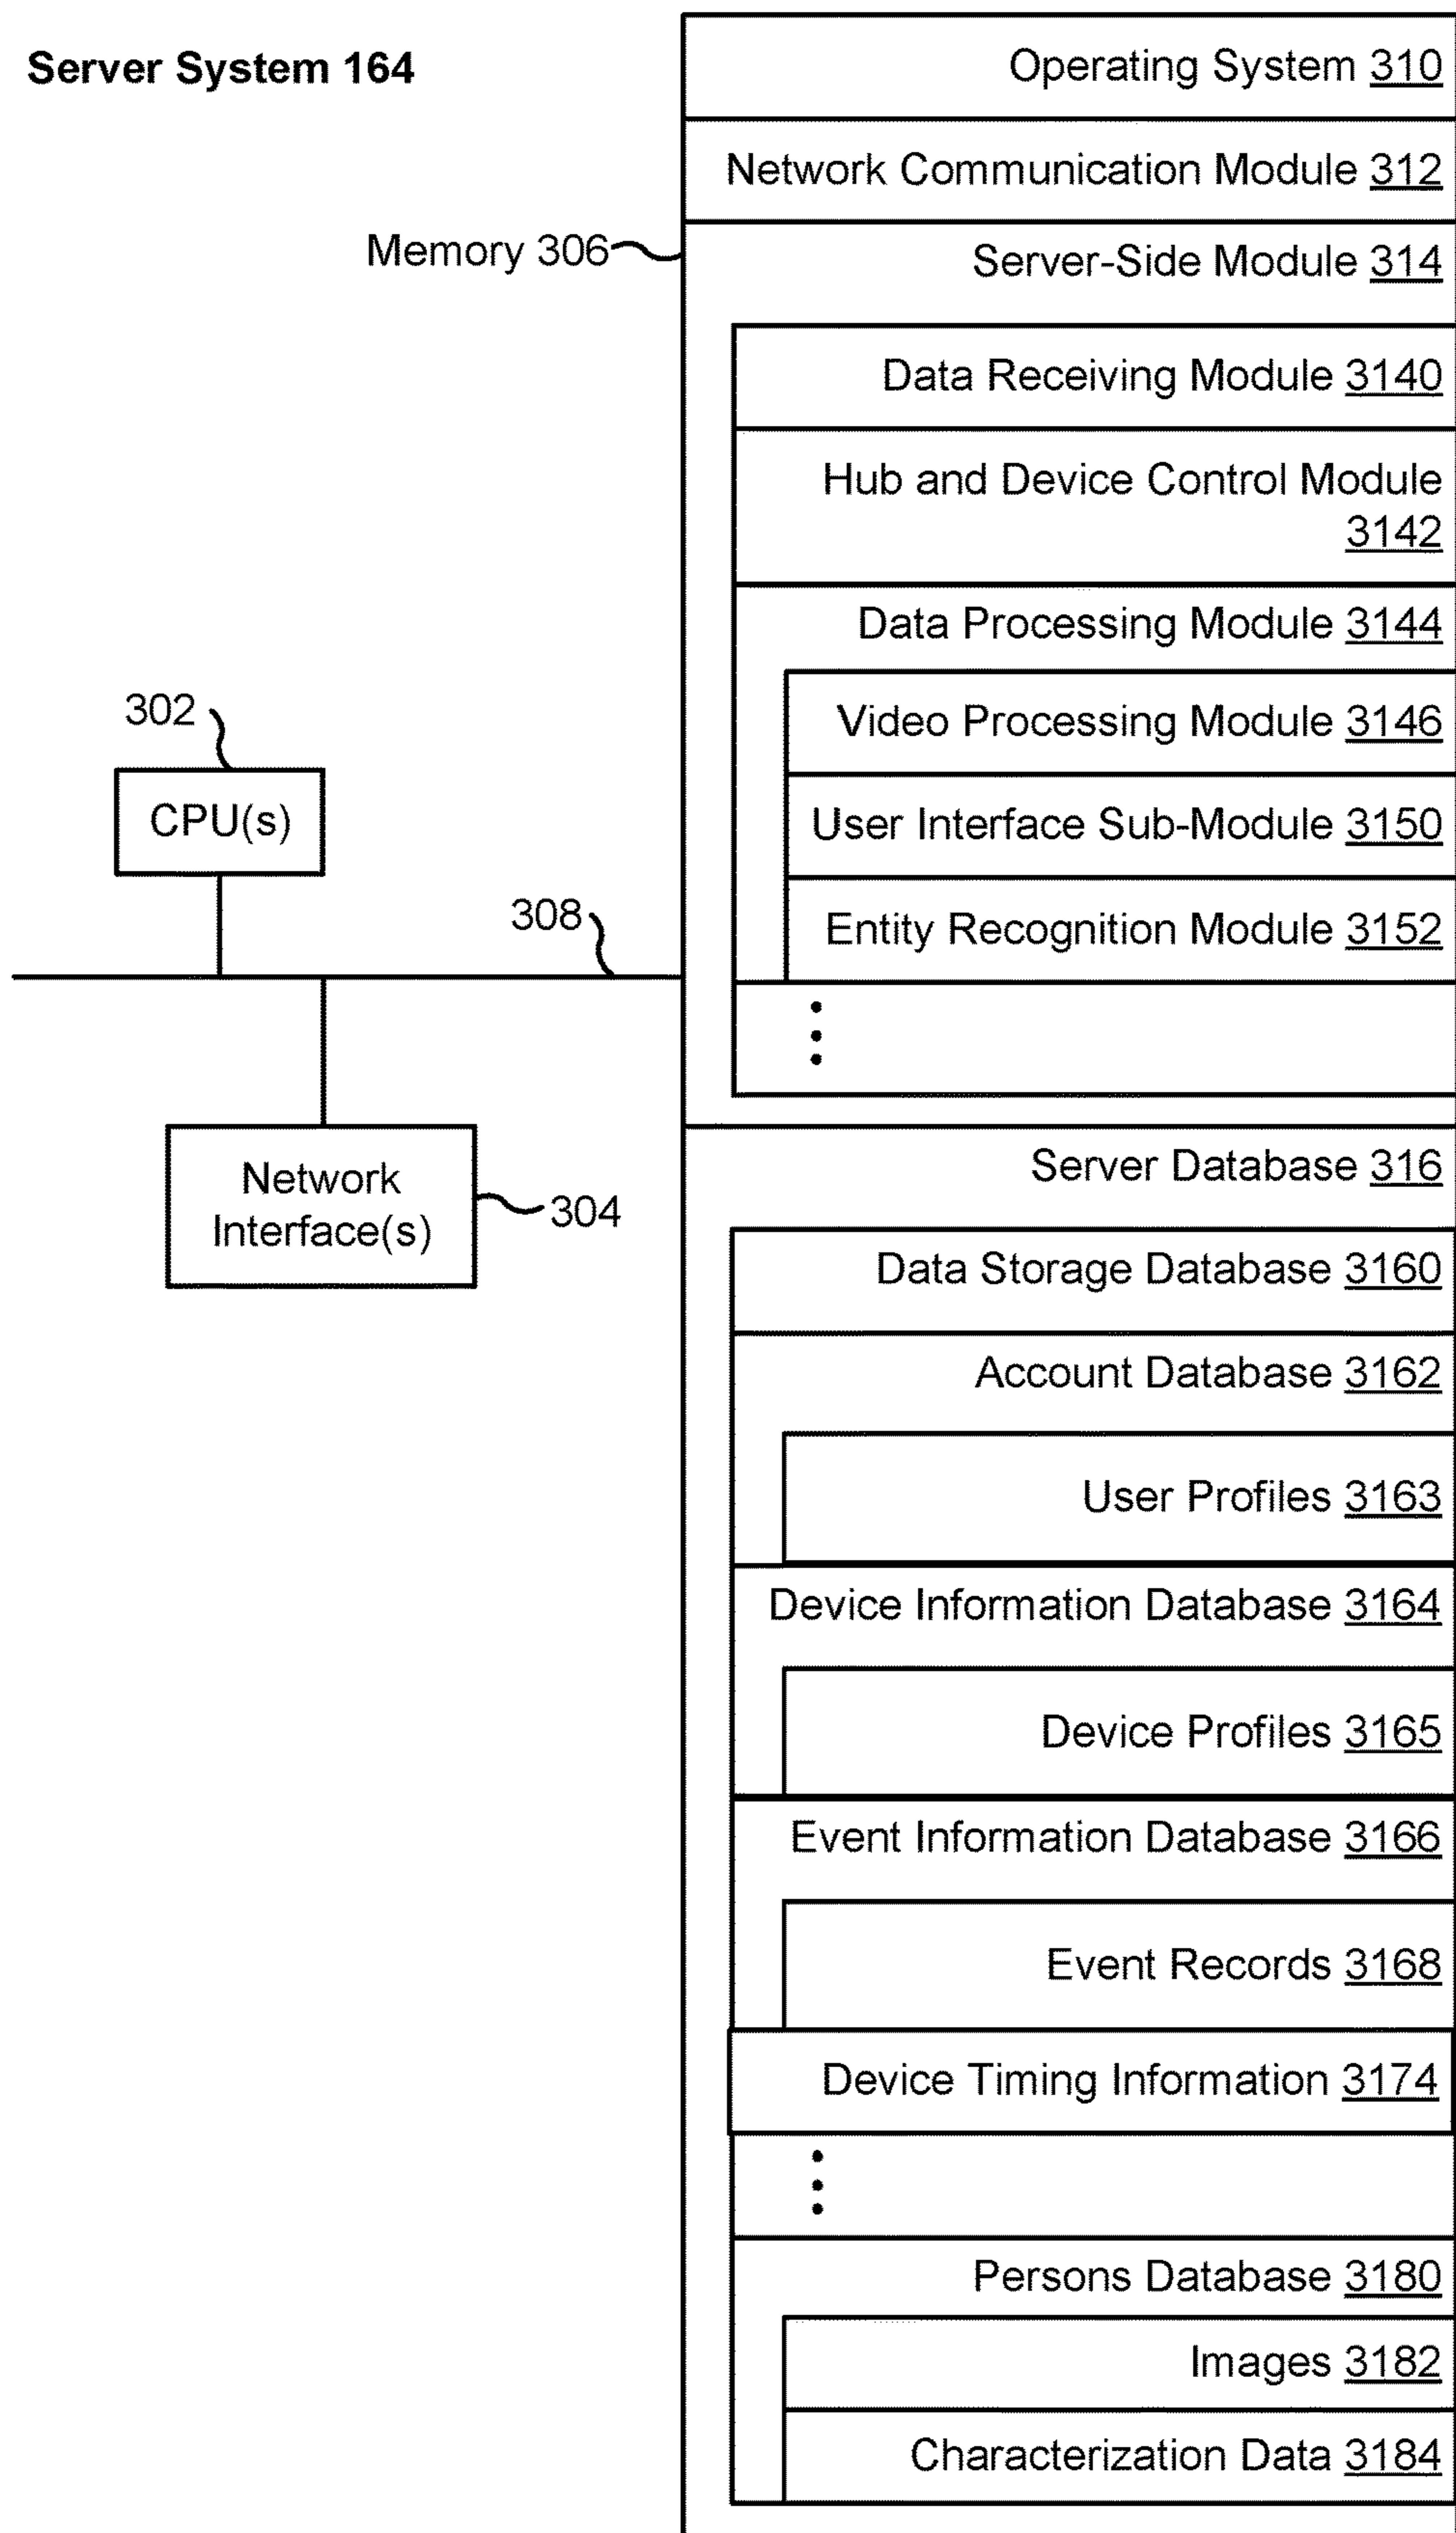 Server System 164
Operating System 310
Network Communication Module 312
Memory 306
Server-Side Module 314
Data Receiving Module 3140
Hub and Device Control Module
3142
Data Processing Module 3144
Video Processing Module 3146
User Interface Sub-Module 3150
Entity Recognition Module 3152
302
CPU(s)
308
Network
Interface(s)
304
Server Database 316
Data Storage Database 3160
Account Database 3162
User Profiles 3163
Device Information Database 3164
Device Profiles 3165
Event Information Database 3166
Event Records 3168
Device Timing Information 3174
Persons Database 3180
Images 3182
Characterization Data 3184